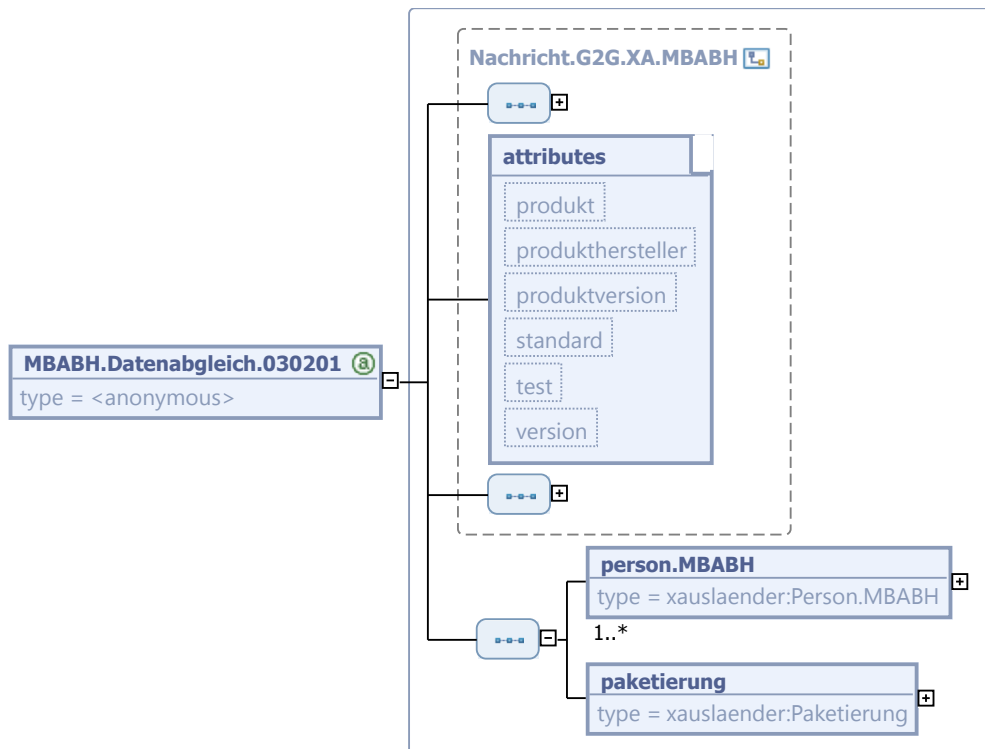 Nachricht.G2G.XA.MBABH
attributes
produkt
produkthersteller
produktversion
standard
test
version
MBABH.Datenabgleich.030201 a
type = <anonymous>
person.MBABH
type = xauslaender:Person.MBABH
1..*
paketierung
type = xauslaender:Paketierung